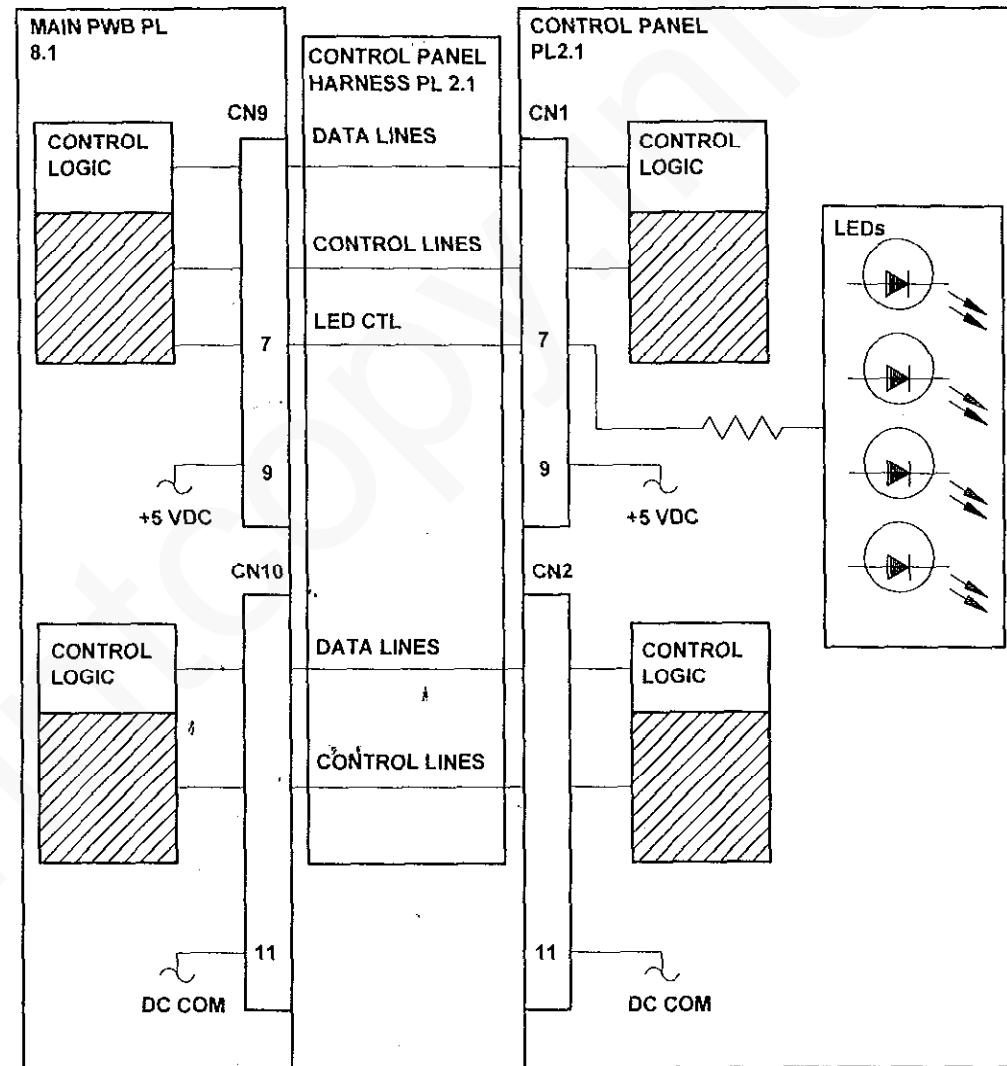 MAIN PWB PL
8.1
CONTROL PANEL
HARNESS PL 2.1
CONTROL PANEL
PL2.1
CN9
CN1
CONTROL
LOGIC
DATA LINES
CONTROL
LOGIC
LEDs
CONTROL LINES
LED CTL
7
7
9
9
+5 VDC
+5 VDC
CN10
CN2
CONTROL
LOGIC
DATA LINES
CONTROL
LOGIC
CONTROL LINES
11
11
DC COM
DC COM